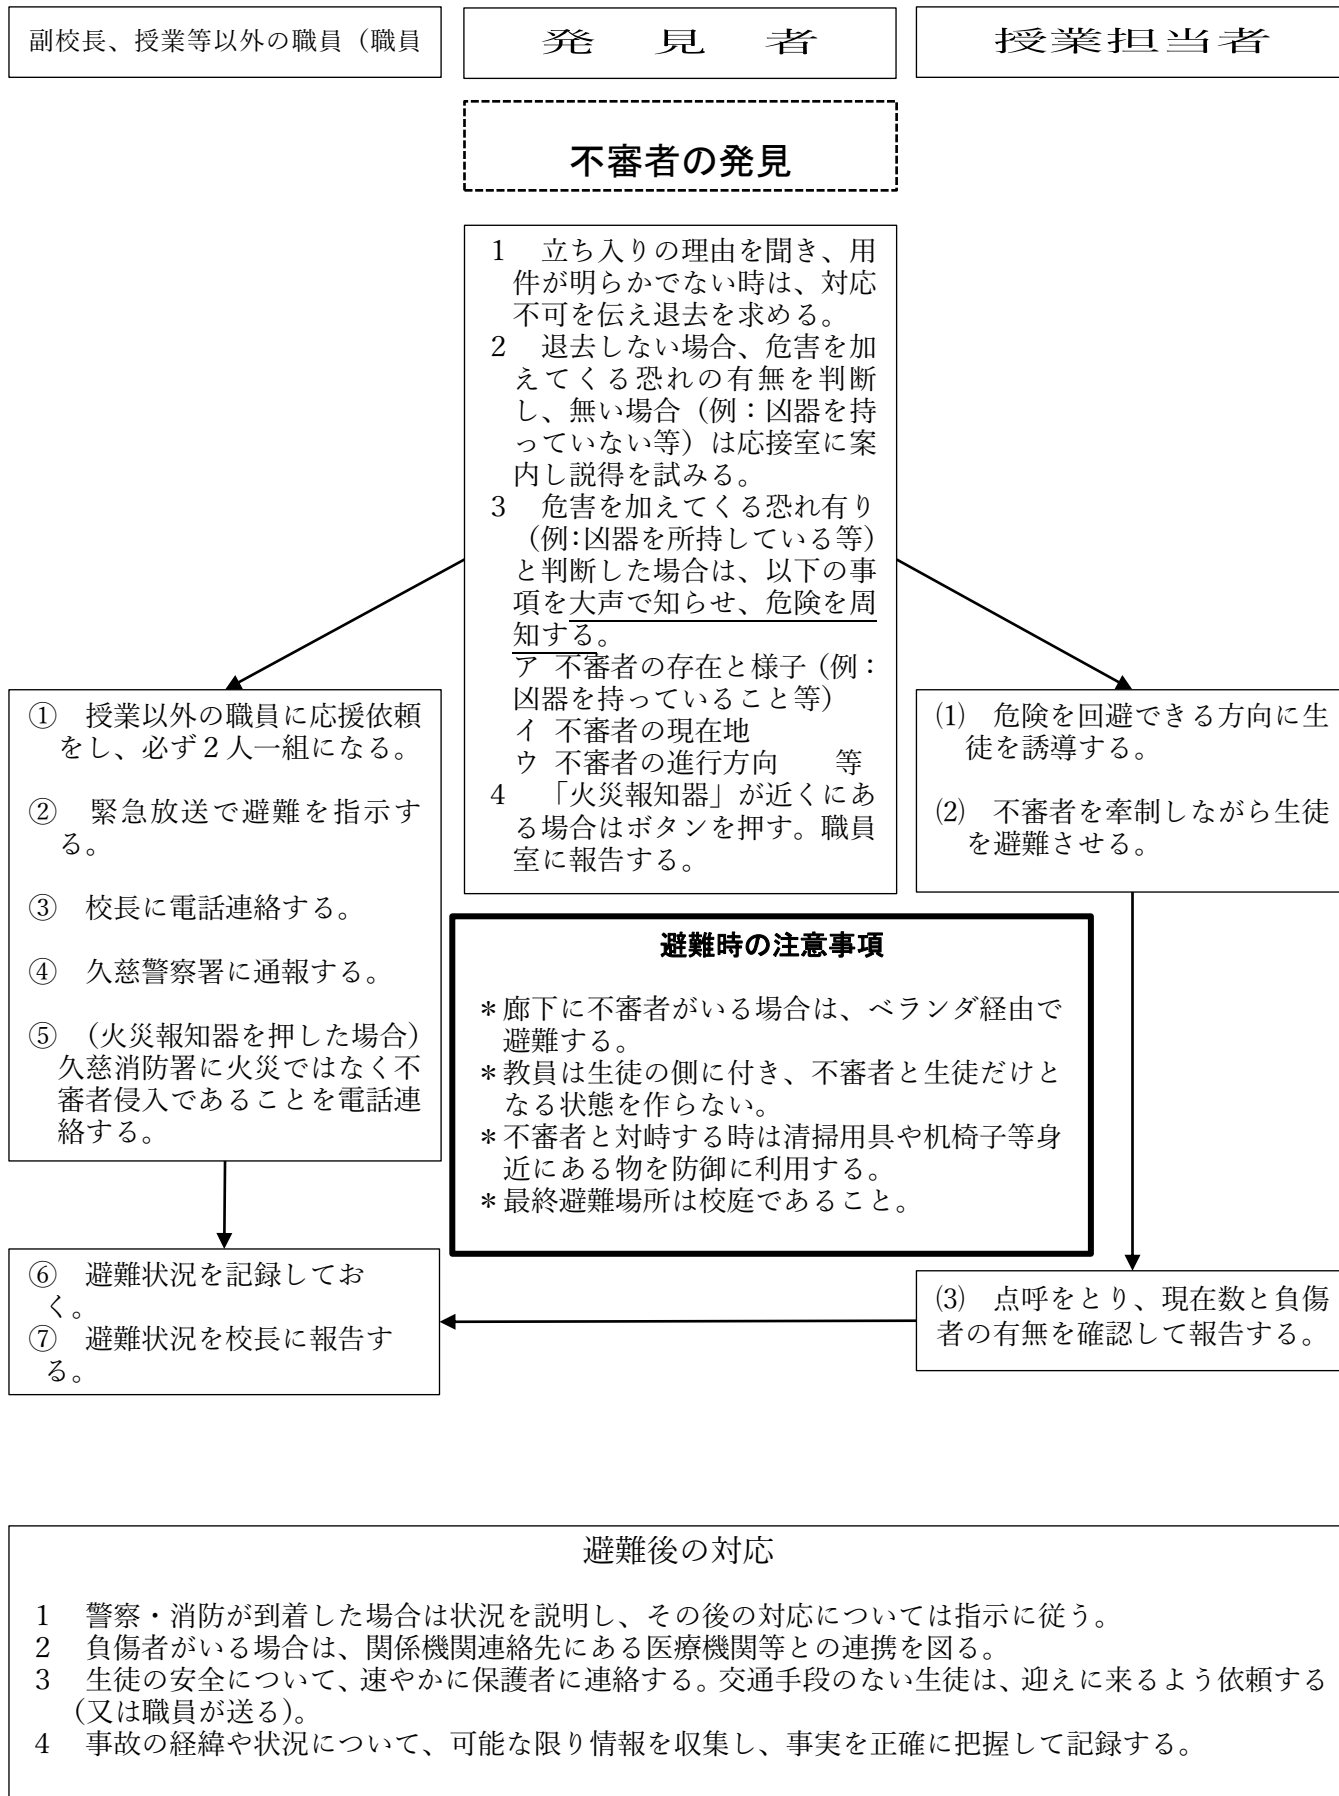 副校長、授業等以外の職員（職員
発　見　者
授業担当者
不審者の発見
1　立ち入りの理由を聞き、用
件が明らかでない時は、対応
不可を伝え退去を求める。
2　退去しない場合、危害を加
えてくる恐れの有無を判断
し、無い場合（例：凶器を持
っていない等）は応接室に案
内し説得を試みる。
3　危害を加えてくる恐れ有り
（例：凶器を所持している等）
と判断した場合は、以下の事
項を大声で知らせ、危険を周
知する。
ア 不審者の存在と様子（例：
凶器を持っていること等）
イ 不審者の現在地
ウ 不審者の進行方向　　等
4　「火災報知器」が近くにあ
る場合はボタンを押す。職員
室に報告する。
①　授業以外の職員に応援依頼
をし、必ず２人一組になる。
②　緊急放送で避難を指示す
る。
③　校長に電話連絡する。
④　久慈警察署に通報する。
⑤　（火災報知器を押した場合）
久慈消防署に火災ではなく不
審者侵入であることを電話連
絡する。
⑴　危険を回避できる方向に生
徒を誘導する。
⑵　不審者を牽制しながら生徒
を避難させる。
避難時の注意事項
＊廊下に不審者がいる場合は、ベランダ経由で
避難する。
＊教員は生徒の側に付き、不審者と生徒だけと
なる状態を作らない。
＊不審者と対峙する時は清掃用具や机椅子等身
近にある物を防御に利用する。
＊最終避難場所は校庭であること。
⑥　避難状況を記録してお
く。
⑦　避難状況を校長に報告す
る。
⑶　点呼をとり、現在数と負傷
者の有無を確認して報告する。
避難後の対応
1　警察・消防が到着した場合は状況を説明し、その後の対応については指示に従う。
2　負傷者がいる場合は、関係機関連絡先にある医療機関等との連携を図る。
3　生徒の安全について、速やかに保護者に連絡する。交通手段のない生徒は、迎えに来るよう依頼する
（又は職員が送る）。
4　事故の経緯や状況について、可能な限り情報を収集し、事実を正確に把握して記録する。